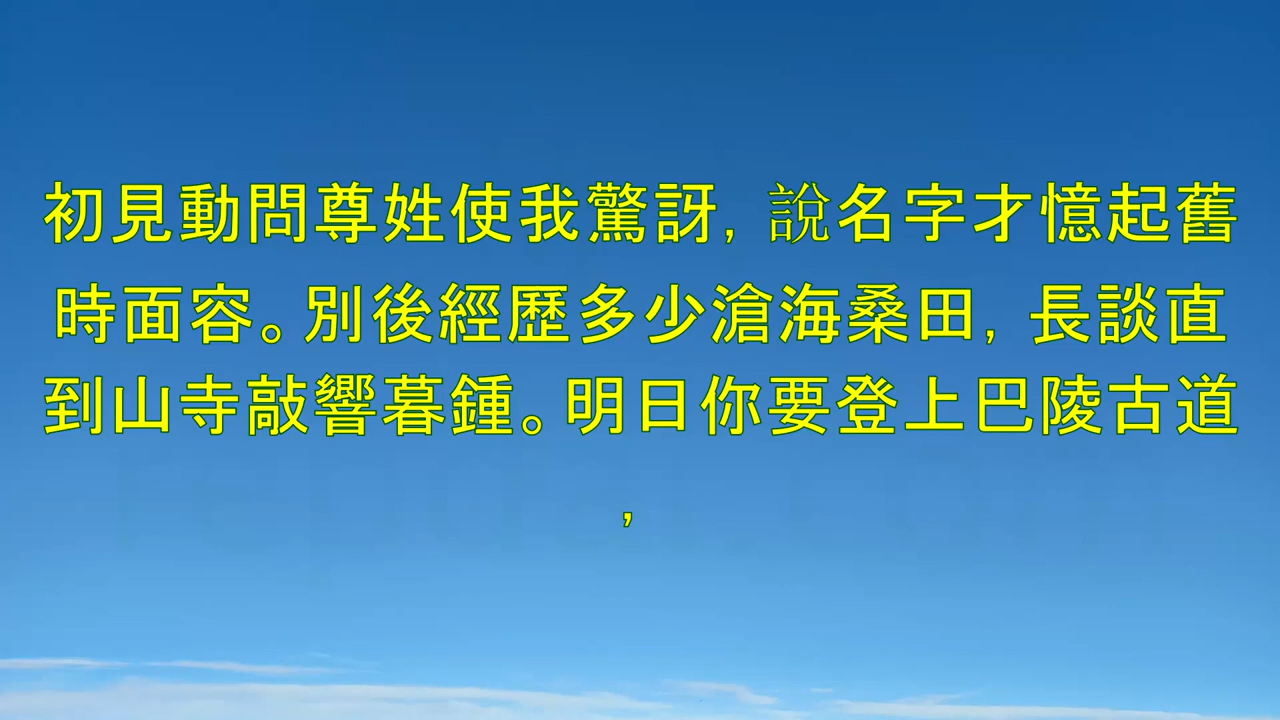 初見動問尊姓使我驚訝，說名字才憶起舊
時面容。別後經歷多少滄海桑田，長談直
到山寺敲響暮鍾。明日你要登上巴陵古道
，